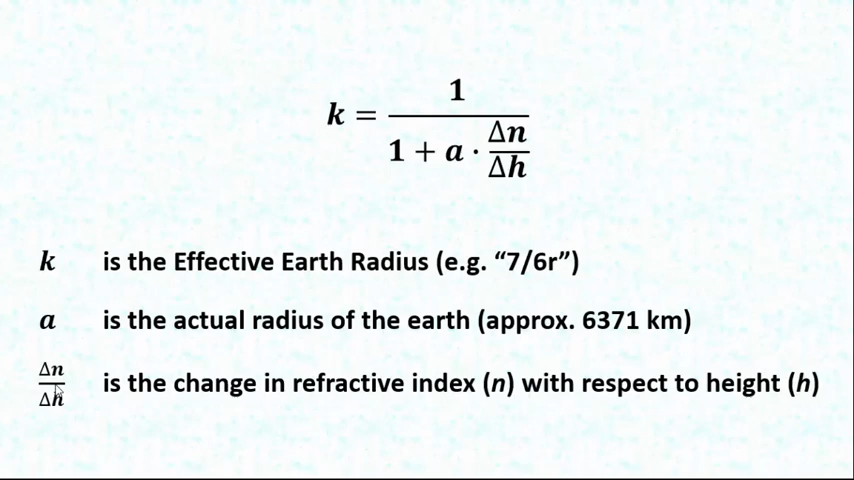 k = 1 / (1 + a · Δn/Δh)
k is the Effective Earth Radius (e.g. “7/6r”)
a is the actual radius of the earth (approx. 6371 km)
Δn/Δh is the change in refractive index (n) with respect to height (h)